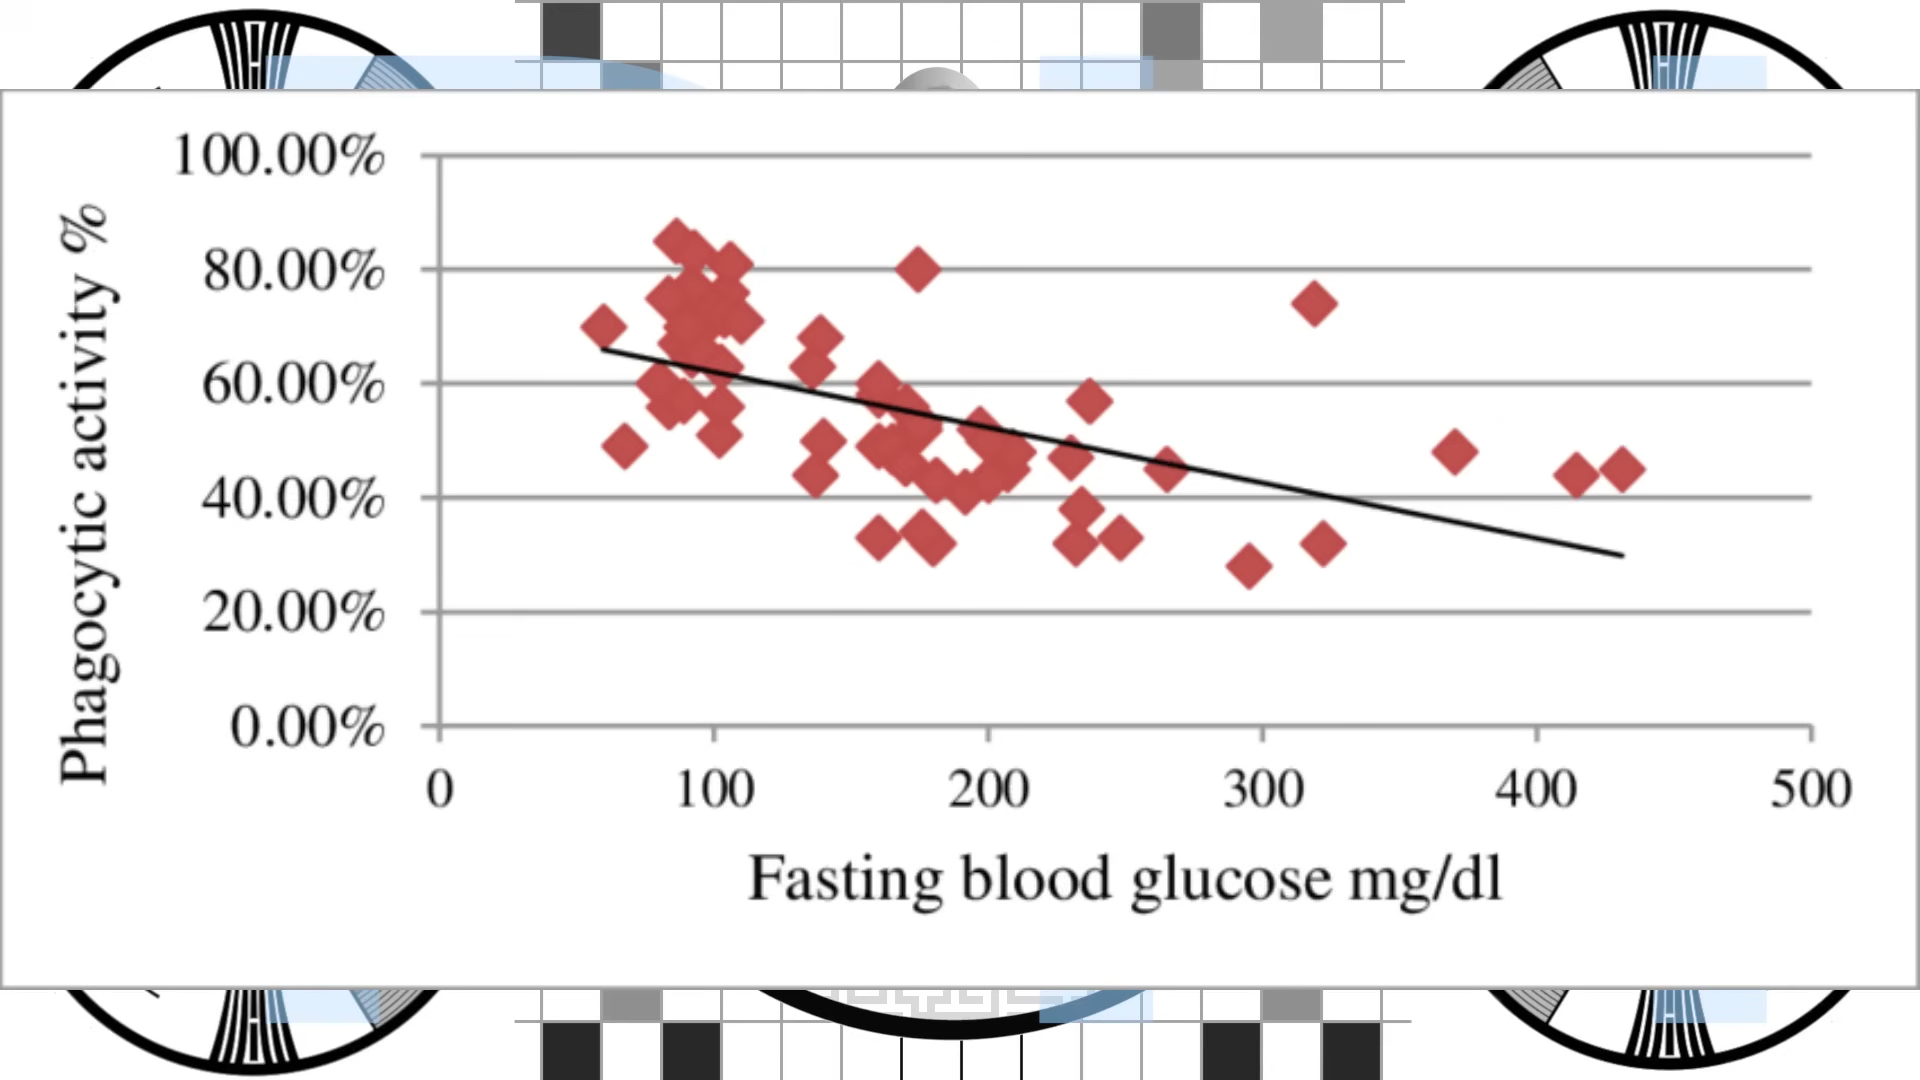 100.00%
80.00%
60.00%
40.00%
20.00%
0.00%
Phagocytic activity %
0 100 200 300 400 500
Fasting blood glucose mg/dl